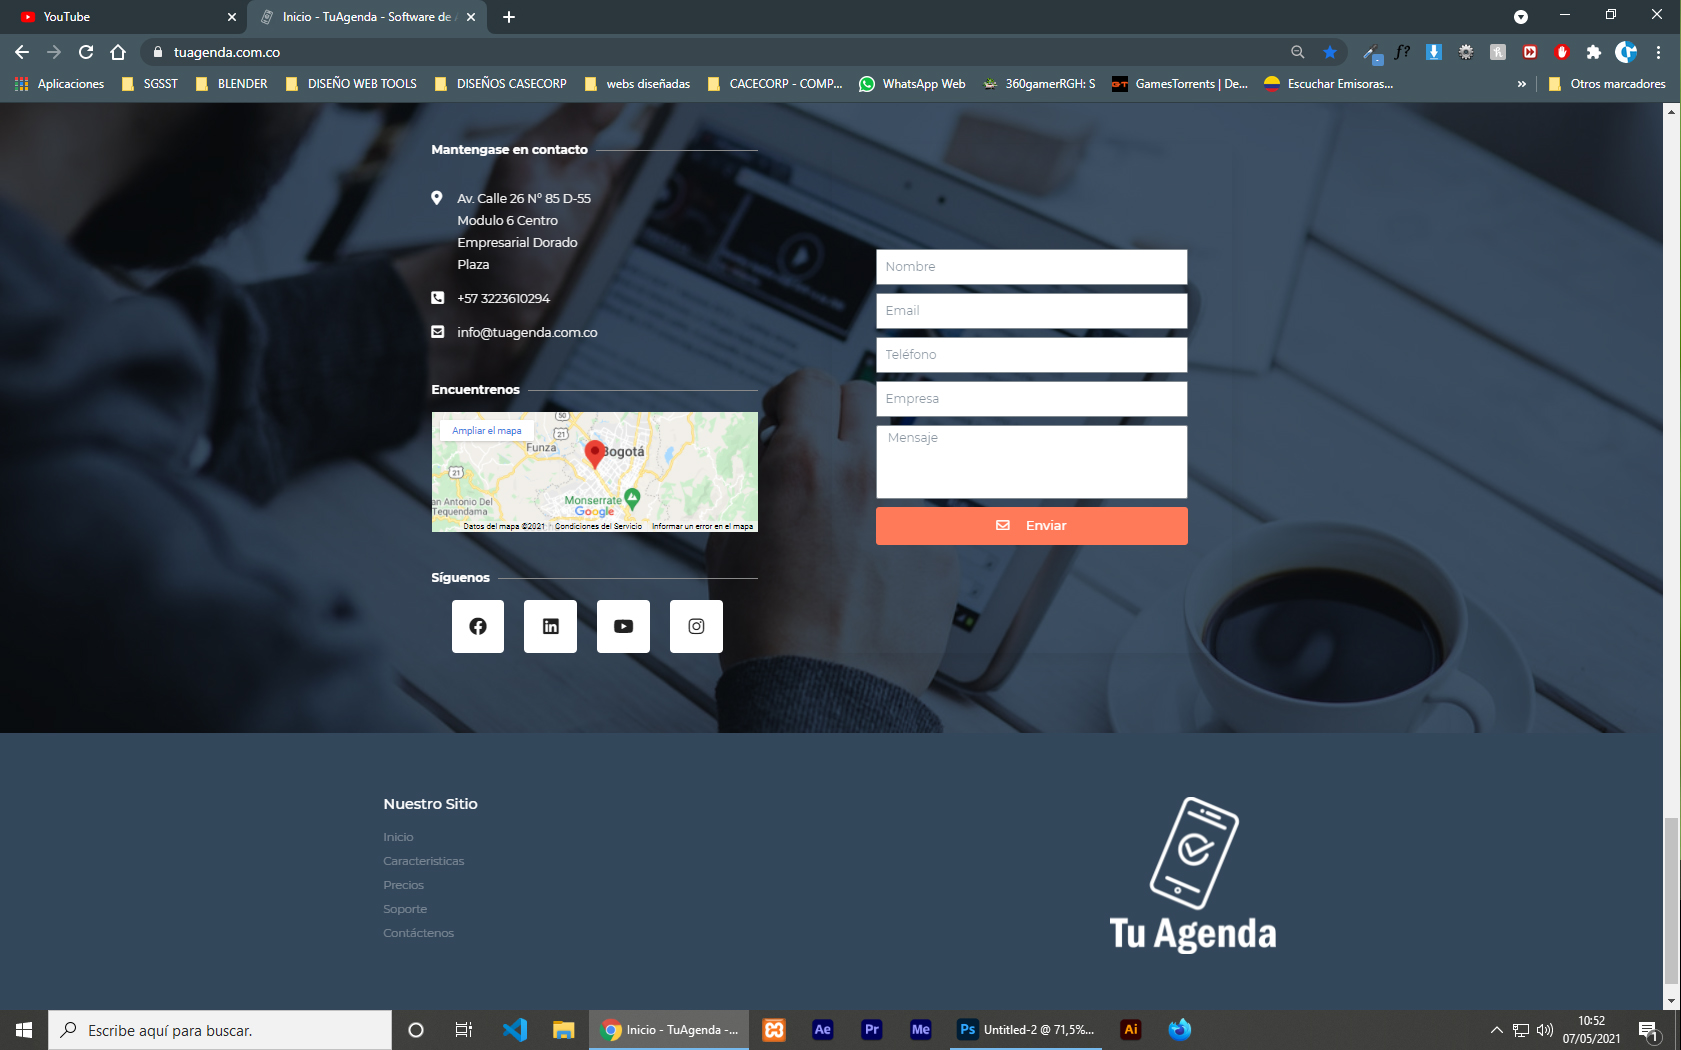 YouTube
Inicio - TuAgenda - Software de
tuagenda.com.co
f?
Aplicaciones
SGSST
BLENDER
DISEÑO WEB TOOLS
DISEÑOS CASECORP
webs diseñadas
CACECORP - COMP...
WhatsApp Web
360gamerRGH: S
GT
GamesTorrents | De...
Escuchar Emisoras...
»
Otros marcadores
Mantengase en contacto
Av. Calle 26 N° 85 D-55
Modulo 6 Centro
Empresarial Dorado
Plaza
+57 3223610294
info@tuagenda.com.co
Encuentrenos
Ampliar el mapa
50
21
Funza
Bogotá
21
an Antonio Del
Tequendama
Monserrate
Google
Datos del mapa ©2021
Condiciones del Servicio
Informar un error en el mapa
Síguenos
Nombre
Email
Teléfono
Empresa
Mensaje
Enviar
Nuestro Sitio
Inicio
Caracteristicas
Precios
Soporte
Contáctenos
Tu Agenda
Escribe aquí para buscar.
Inicio - TuAgenda -...
Ae
Pr
Me
Ps
Untitled-2 @ 71,5%...
Ai
10:52
07/05/2021
1